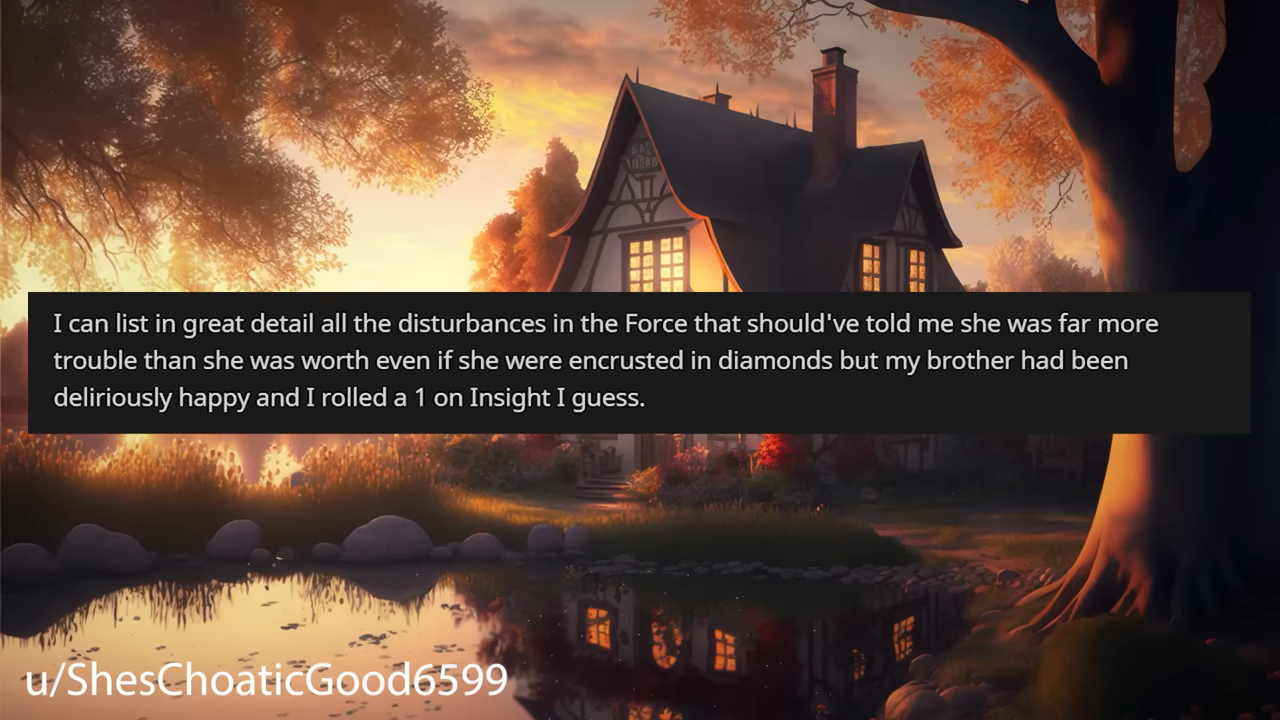 I can list in great detail all the disturbances in the Force that should've told me she was far more
trouble than she was worth even if she were encrusted in diamonds but my brother had been
deliriously happy and I rolled a 1 on Insight I guess.
u/ShesChoaticGood6599